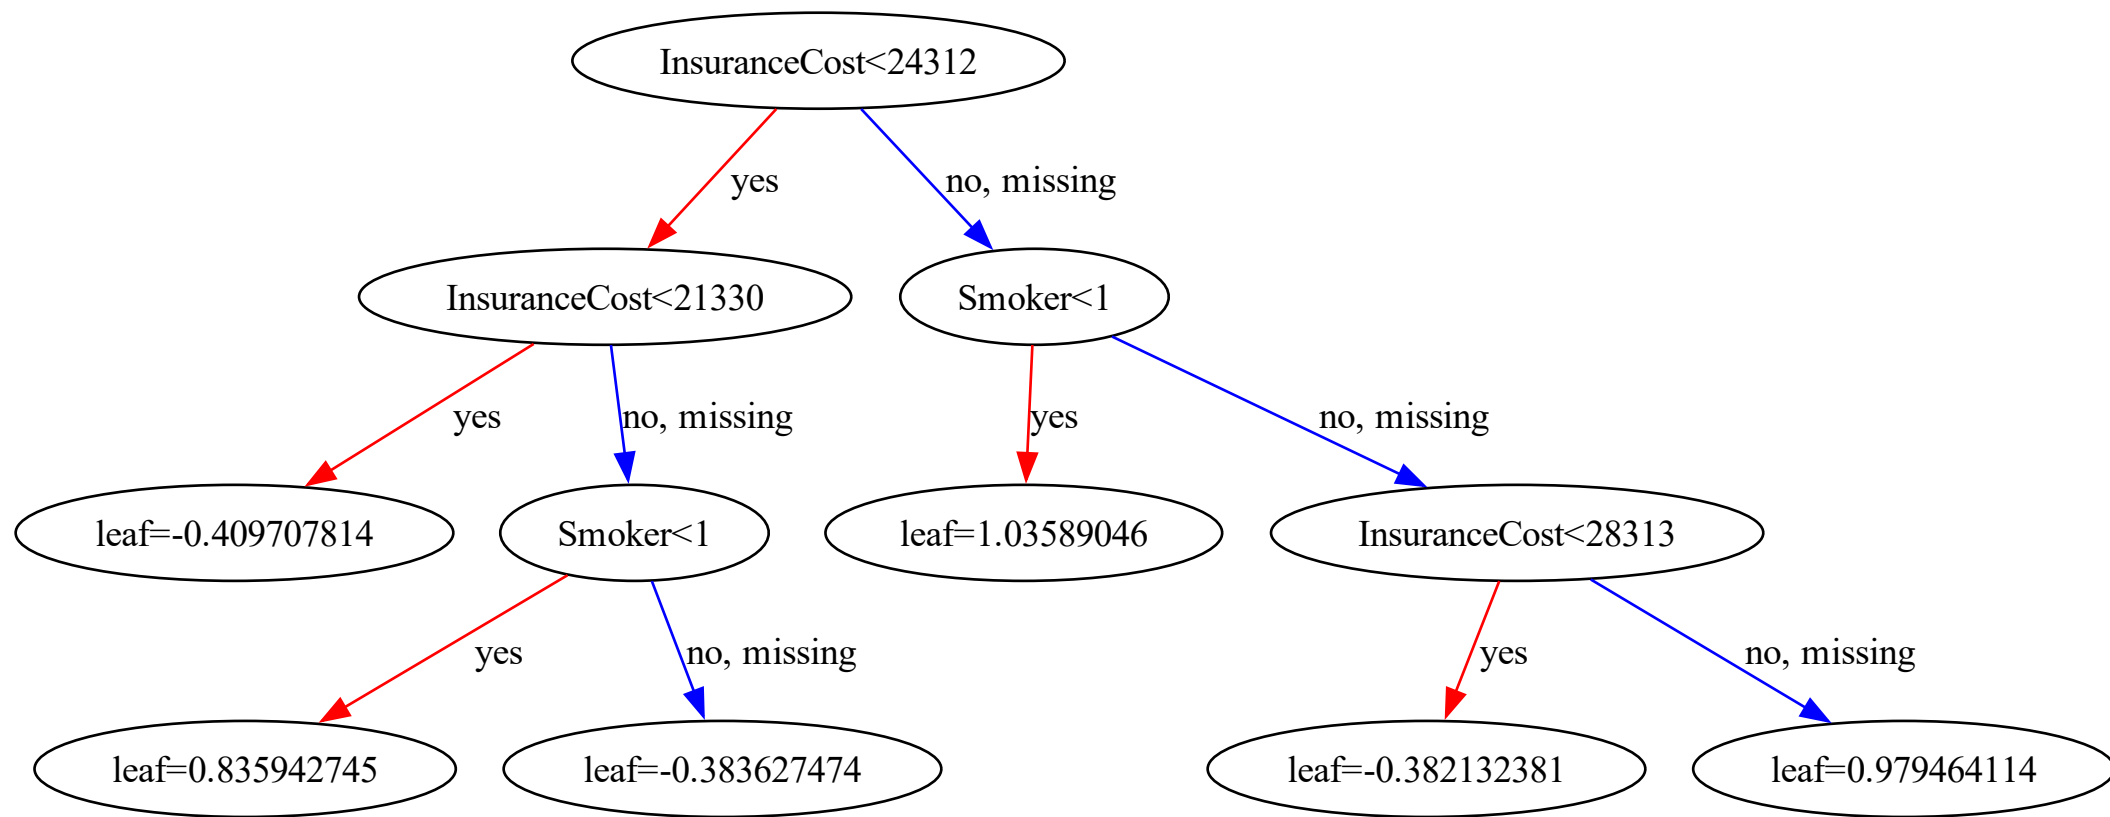 InsuranceCost<24312
yes
no, missing
InsuranceCost<21330
Smoker<1
yes
no, missing
yes
no, missing
leaf=-0.409707814
Smoker<1
leaf=1.03589046
InsuranceCost<28313
yes
no, missing
yes
no, missing
leaf=0.835942745
leaf=-0.383627474
leaf=-0.382132381
leaf=0.979464114